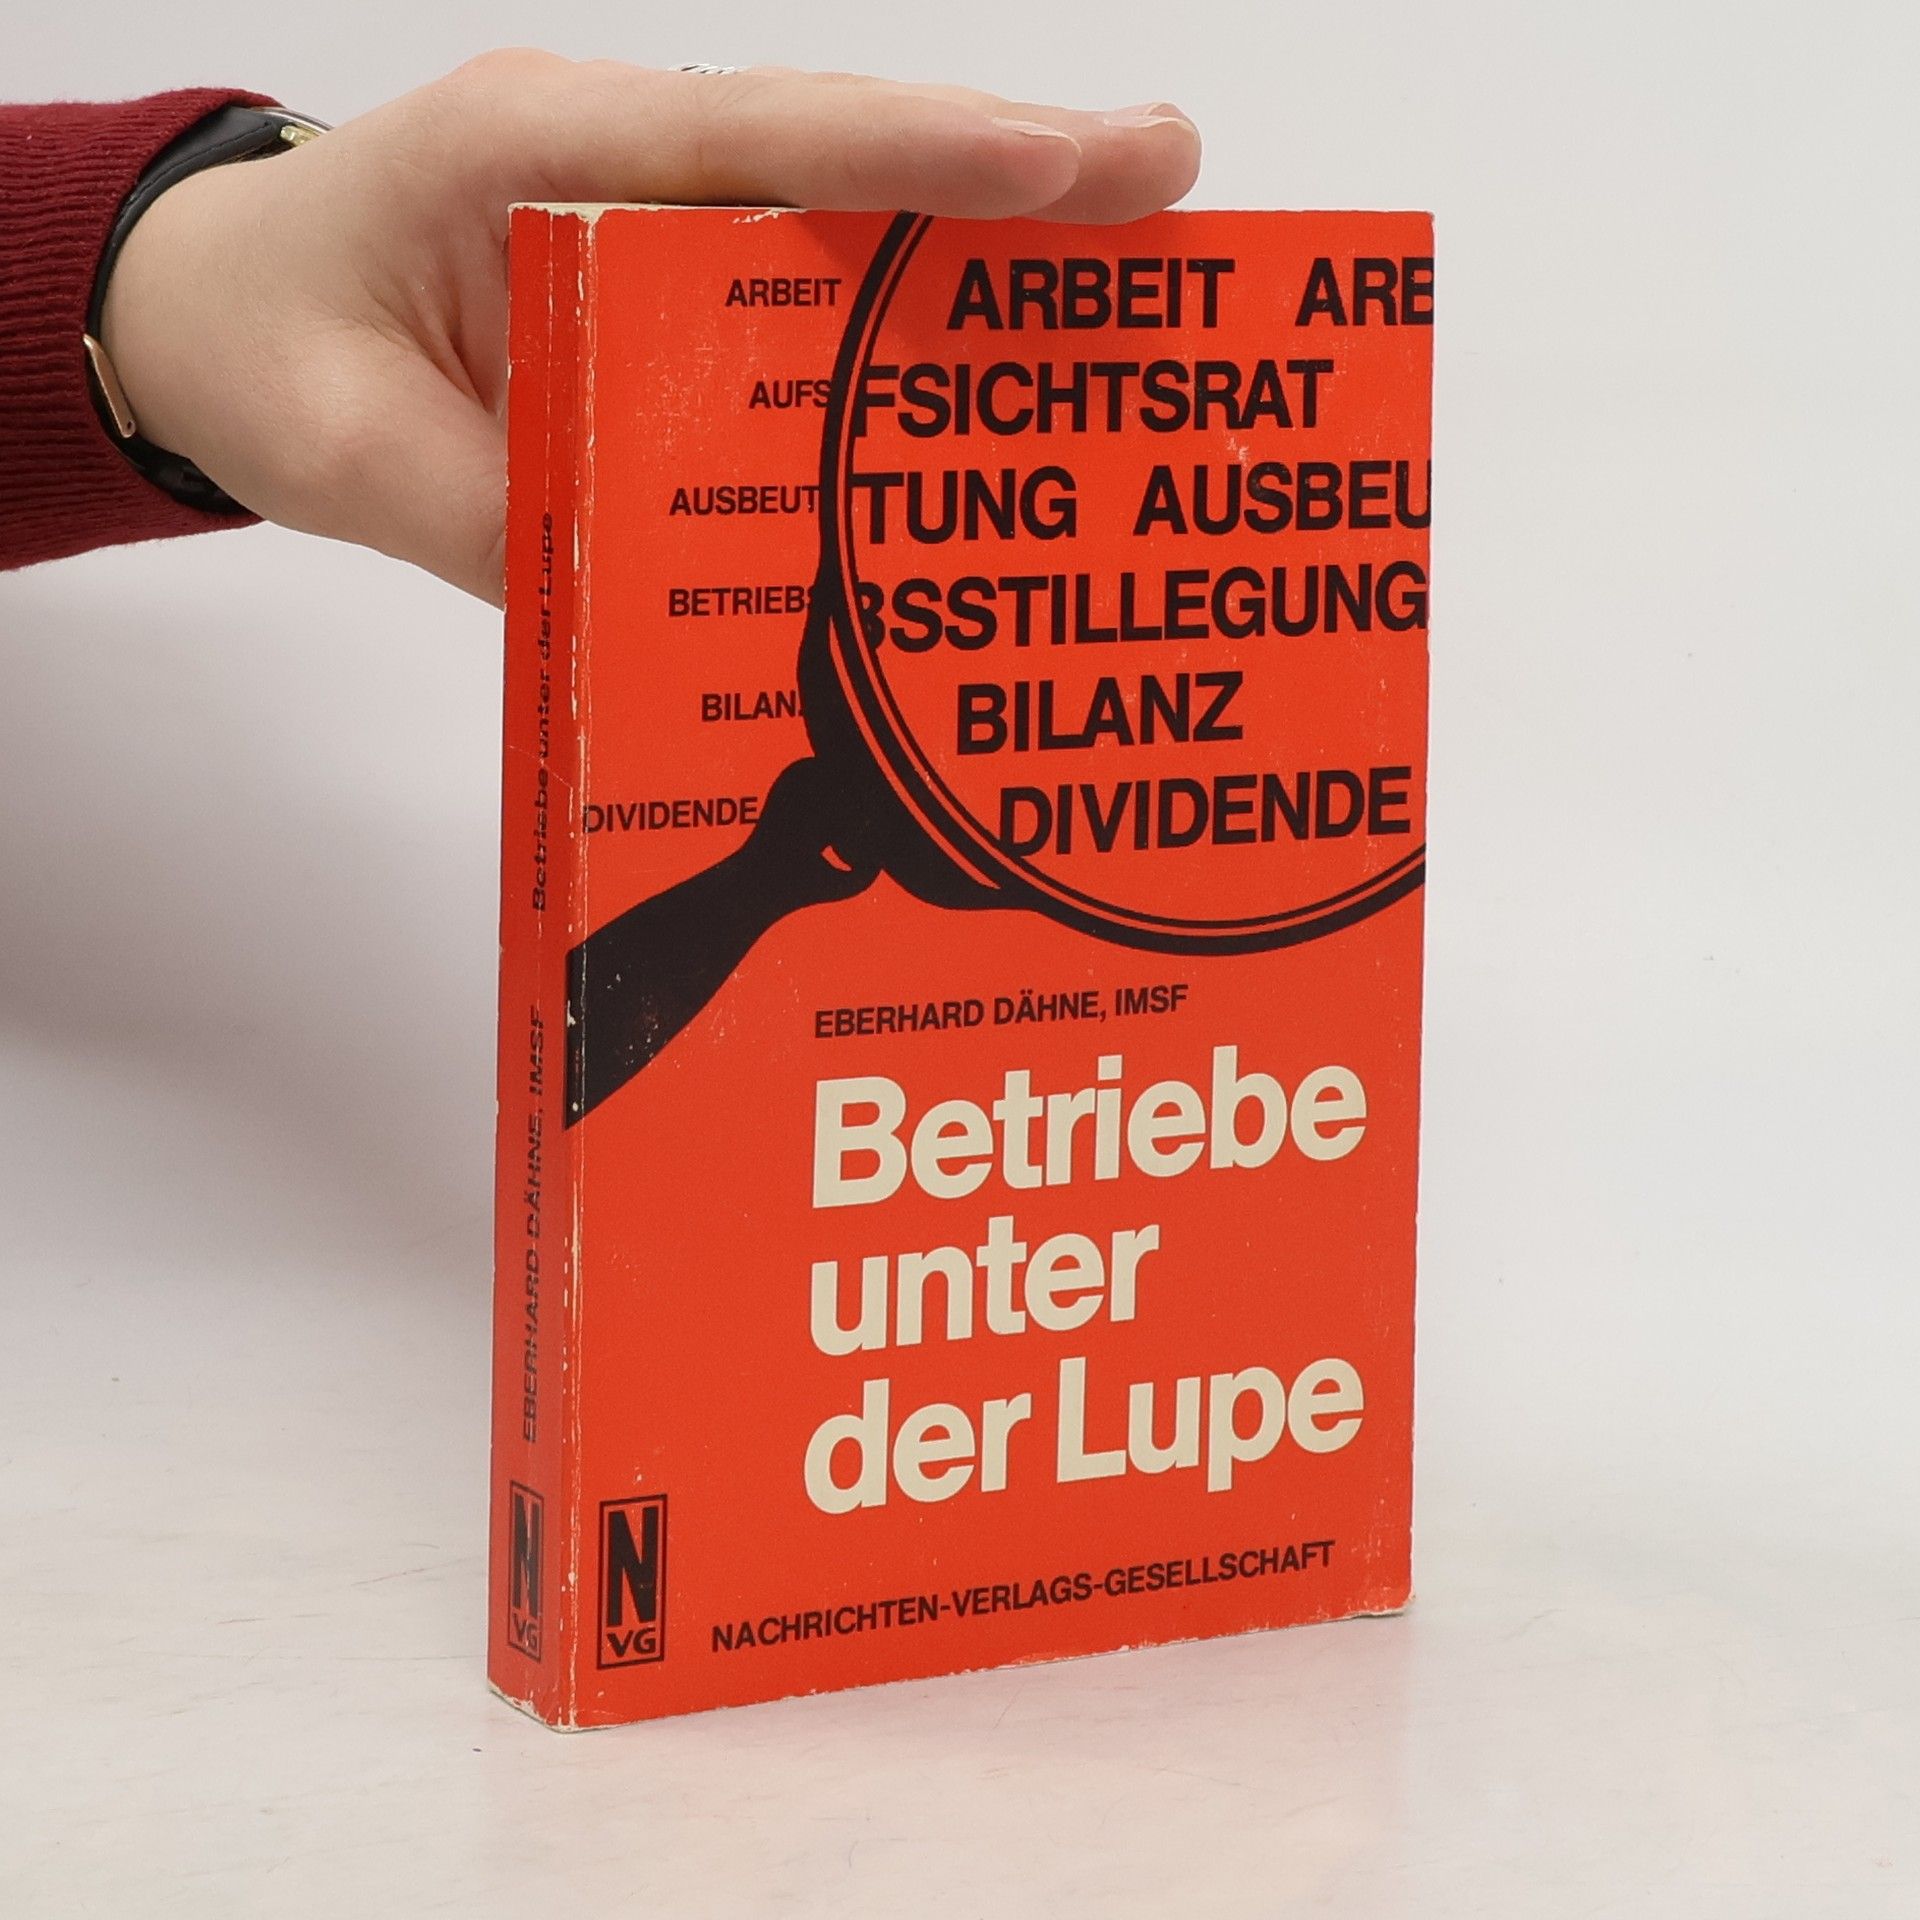 ARBEIT ARBEIT ARB
AUFS FSICHTSRAT
AUSBEUT TUNG AUSBEU
BETRIEBS BSSTILLEGUNG
BILANZ BILANZ
DIVIDENDE DIVIDENDE
EBERHARD DÄHNE, IMSF
Betriebe
unter
der Lupe
N
VG
NACHRICHTEN-VERLAGS-GESELLSCHAFT
EBERHARD DÄHNE, IMSF Betriebe unter der Lupe
N
VG